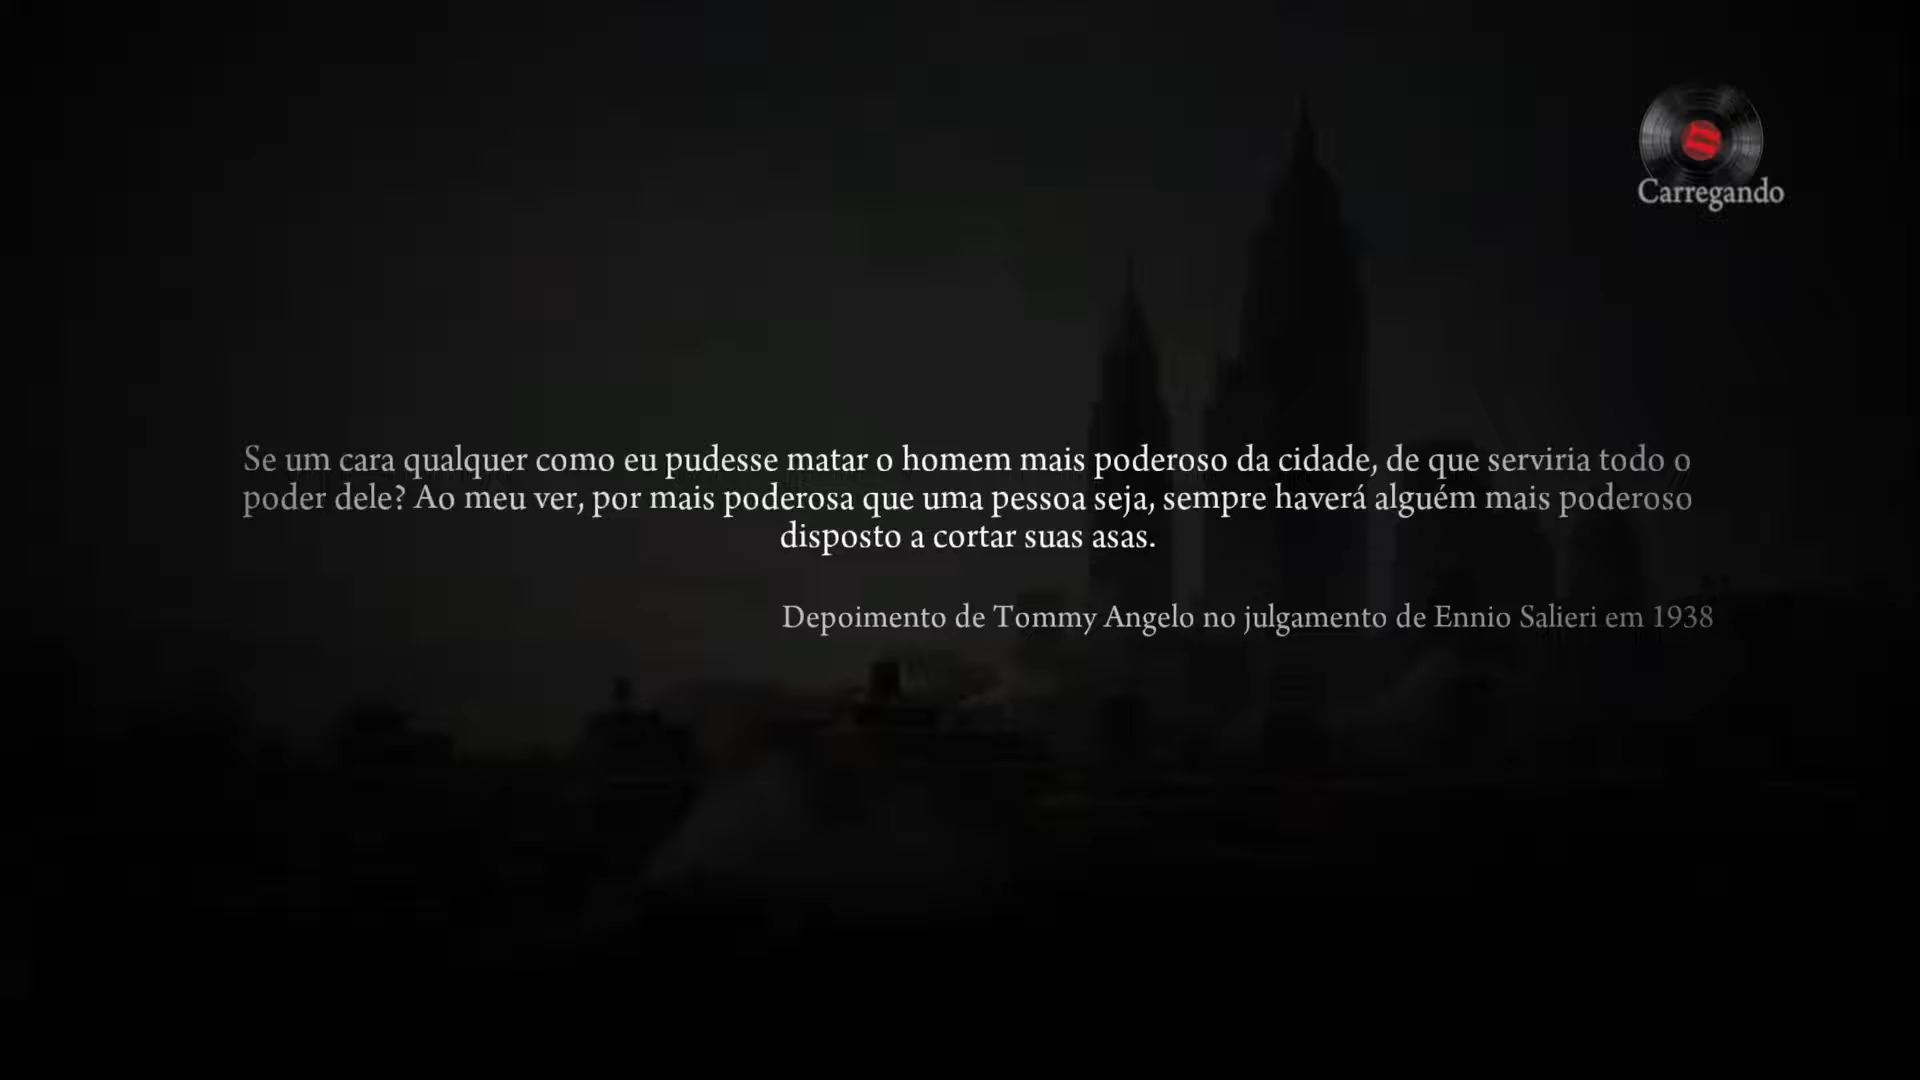 Carregando
Se um cara qualquer como eu pudesse matar o homem mais poderoso da cidade, de que serviria todo o
poder dele? Ao meu ver, por mais poderosa que uma pessoa seja, sempre haverá alguém mais poderoso
disposto a cortar suas asas.
Depoimento de Tommy Angelo no julgamento de Ennio Salieri em 1938